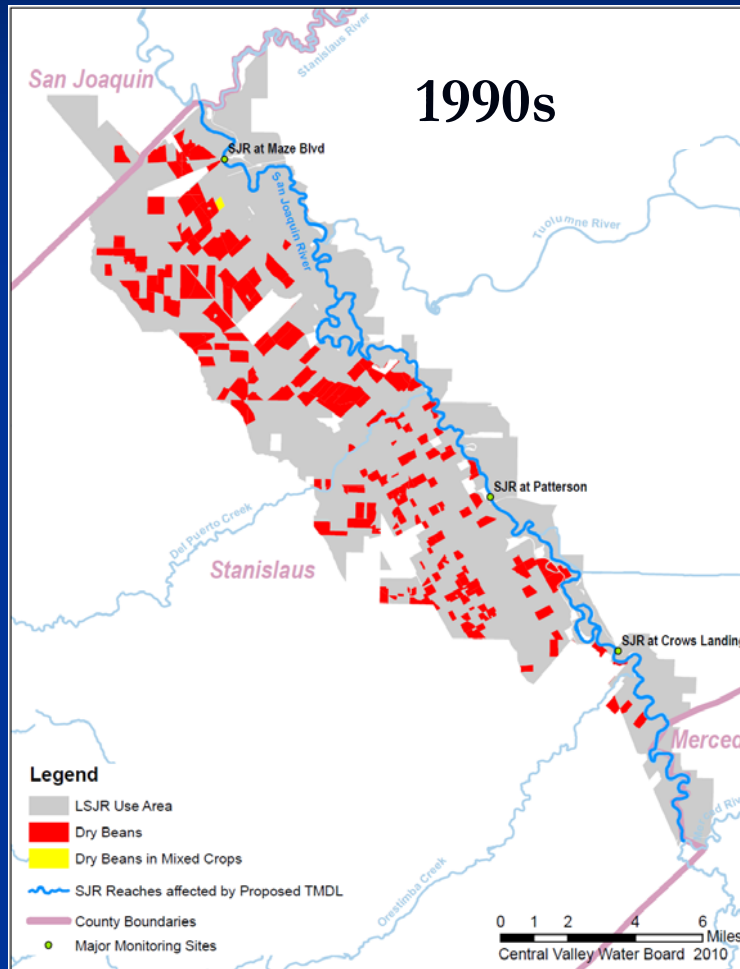 1990s
Stanislaus River
San Joaquin
SJR at Maze Blvd
San Joaquin River
Tuolumne River
SJR at Patterson
Del Puerto Creek
Stanislaus
SJR at Crows Landing
Merced
Merced Riv
Orestimba Creek
Legend
LSJR Use Area
Dry Beans
Dry Beans in Mixed Crops
SJR Reaches affected by Proposed TMDL
County Boundaries
Major Monitoring Sites
0 1 2 4 6
Miles
Central Valley Water Board 2010